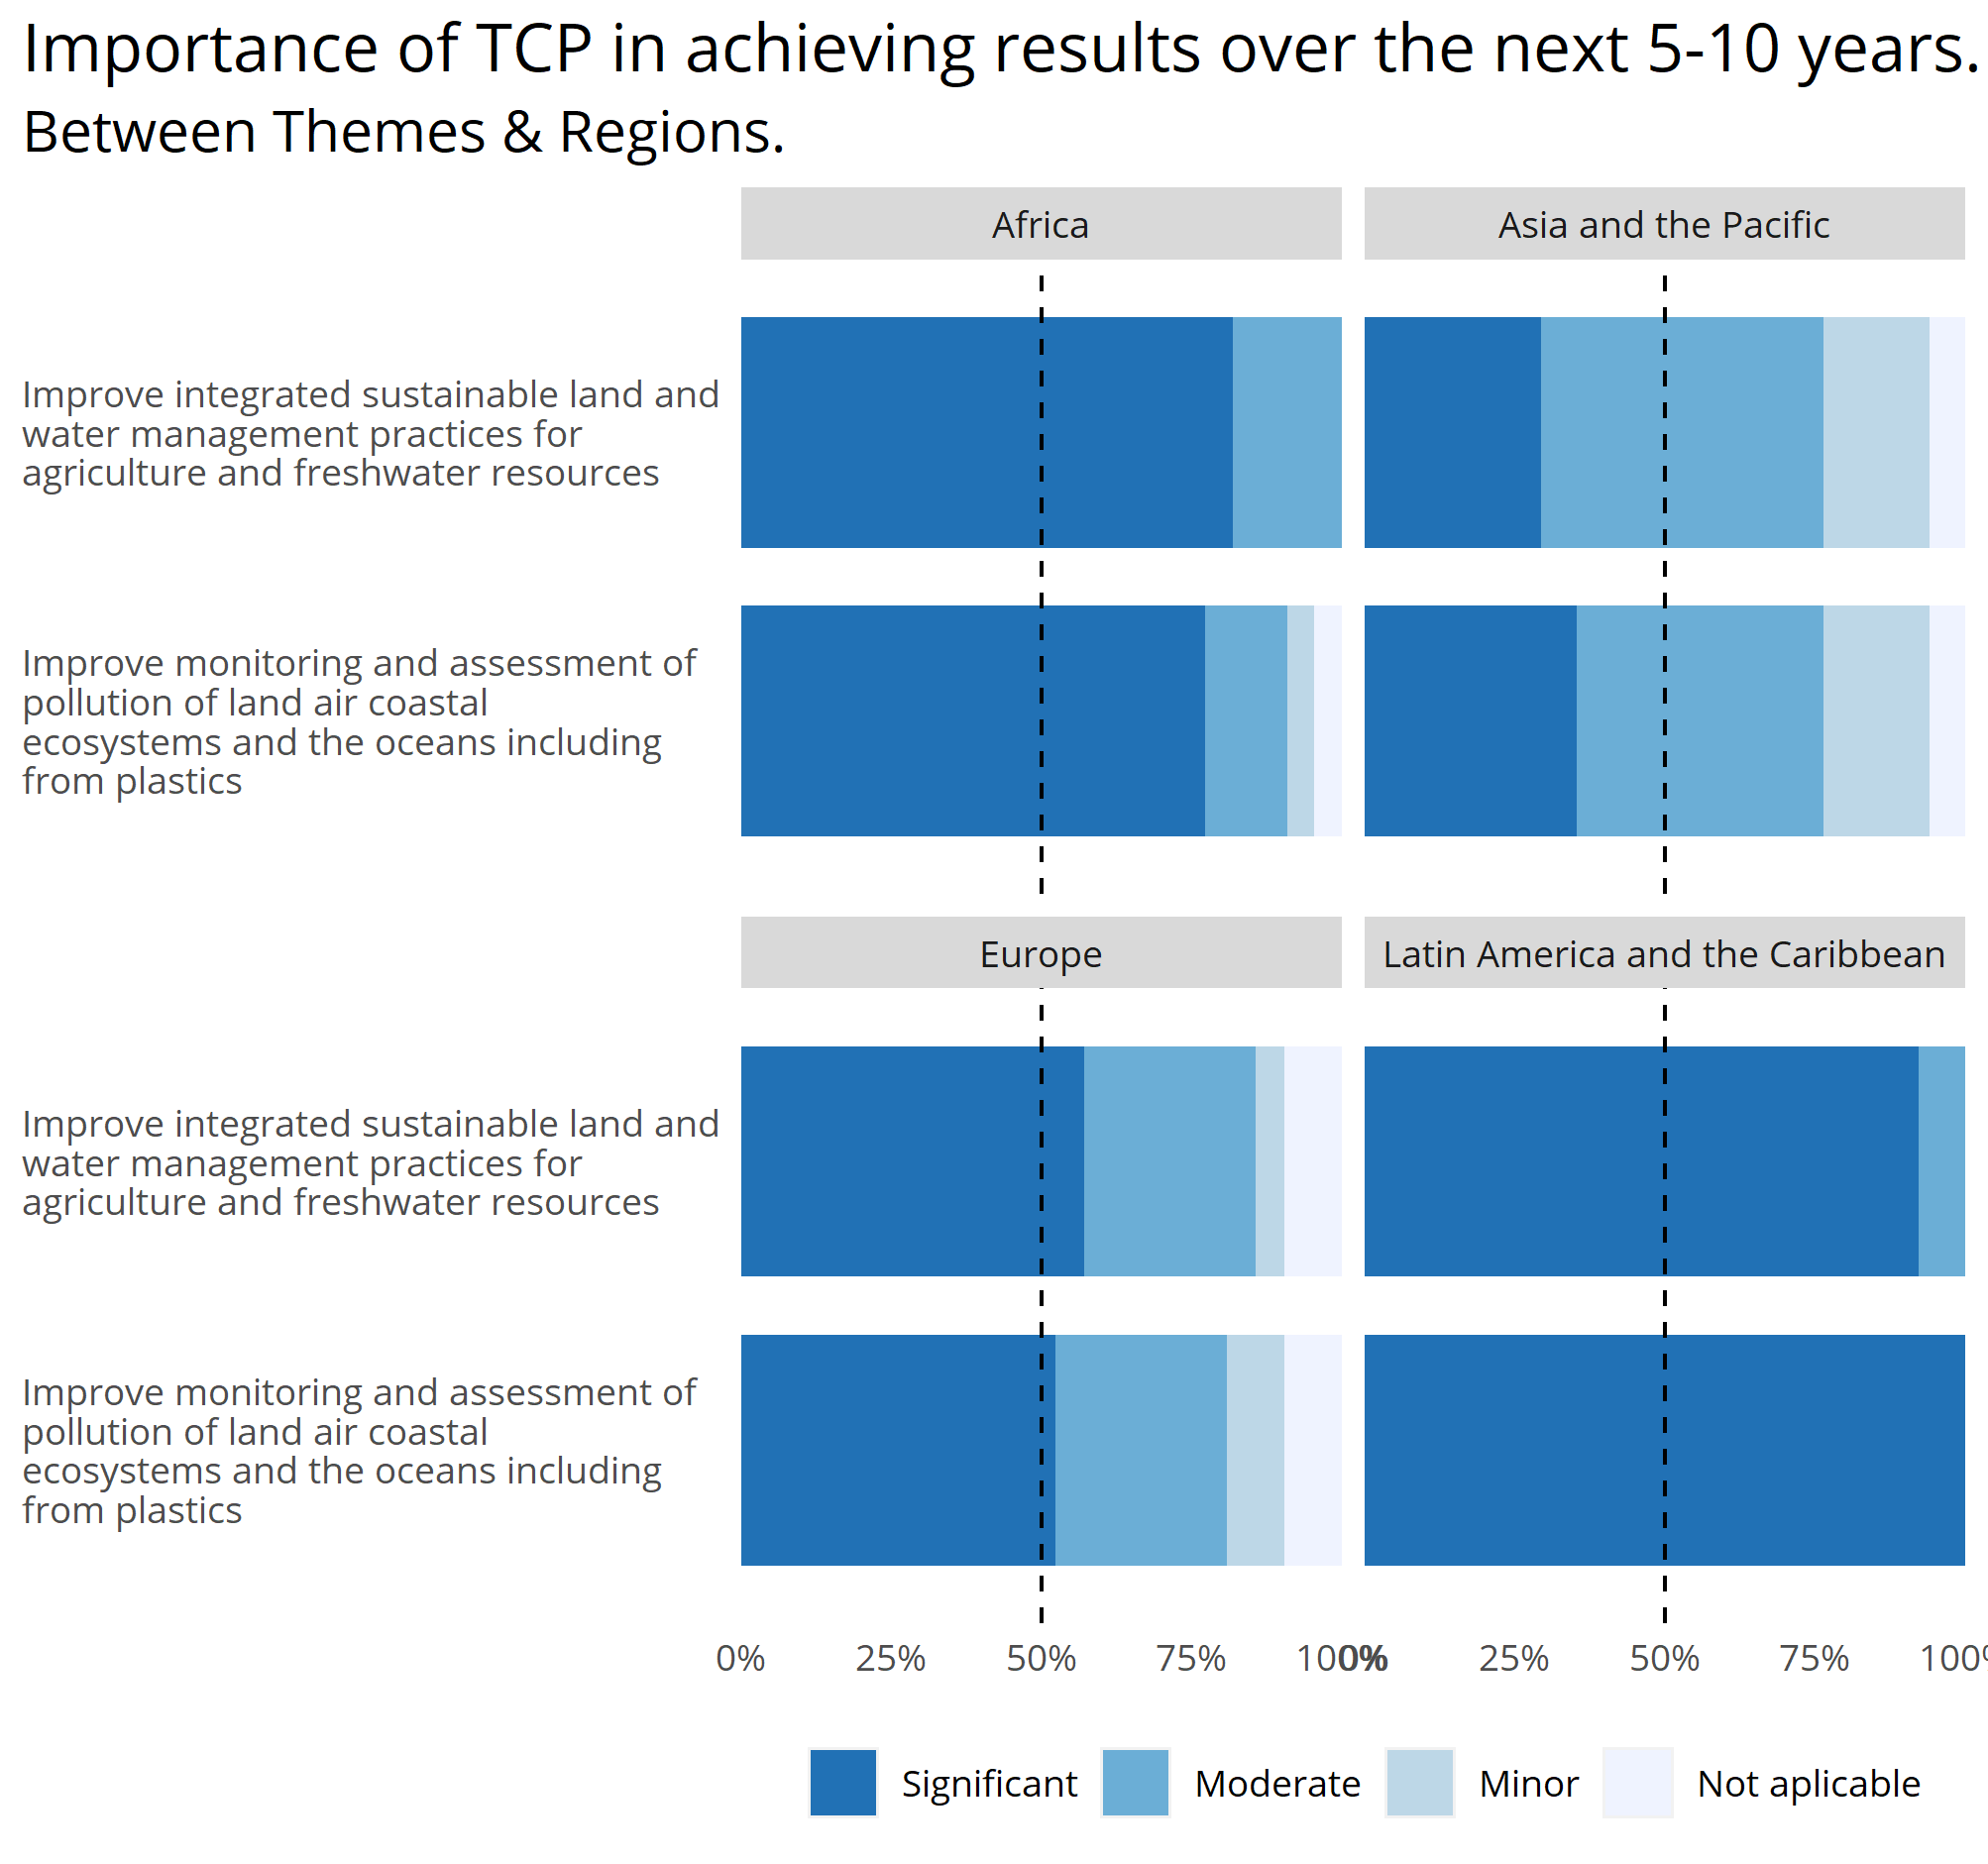 Importance of TCP in achieving results over the next 5-10 years.
Between Themes & Regions.
Africa
Asia and the Pacific
Improve integrated sustainable land and
water management practices for
agriculture and freshwater resources
Improve monitoring and assessment of
pollution of land air coastal
ecosystems and the oceans including
from plastics
Europe
Latin America and the Caribbean
Improve integrated sustainable land and
water management practices for
agriculture and freshwater resources
Improve monitoring and assessment of
pollution of land air coastal
ecosystems and the oceans including
from plastics
0% 25% 50% 75% 100% 0% 25% 50% 75% 100%
Significant Moderate Minor Not aplicable